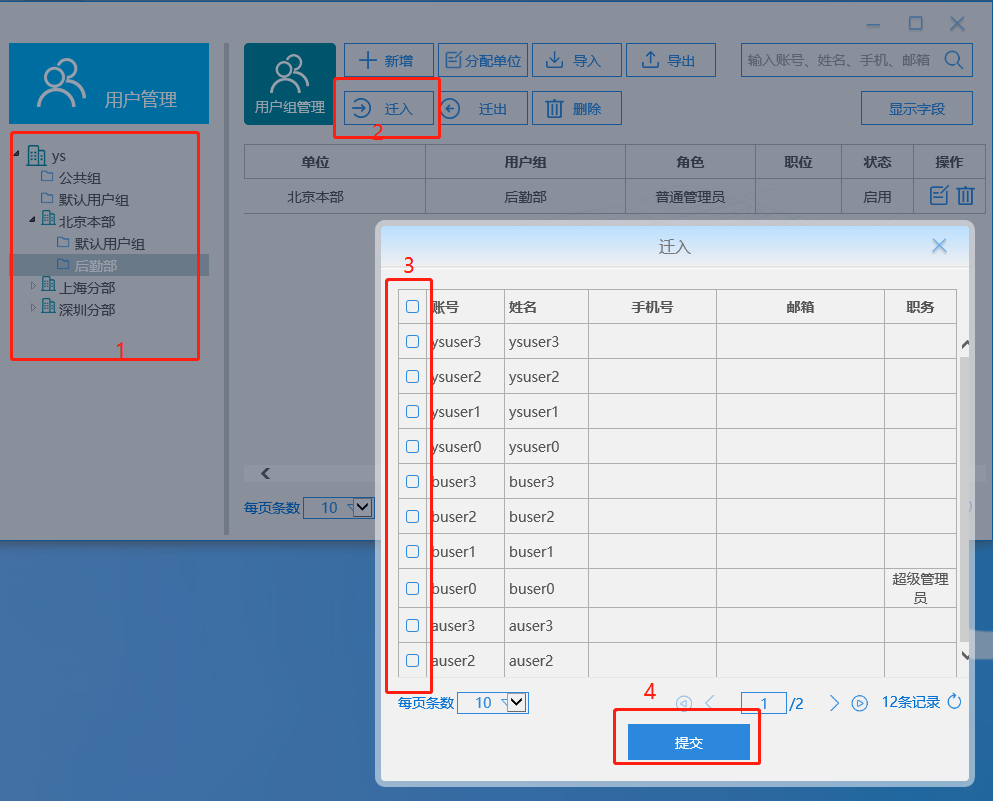 用户管理
用户组管理
新增
分配单位
导入
导出
输入账号、姓名、手机、邮箱
迁入
迁出
删除
显示字段
2
ys
公共组
默认用户组
北京本部
默认用户组
后勤部
上海分部
深圳分部
1
单位 用户组 角色 职位 状态 操作
北京本部 后勤部 普通管理员 启用
每页条数 10
迁入
3
账号 姓名 手机号 邮箱 职务
ysuser3 ysuser3
ysuser2 ysuser2
ysuser1 ysuser1
ysuser0 ysuser0
buser3 buser3
buser2 buser2
buser1 buser1
buser0 buser0 超级管理
员
auser3 auser3
auser2 auser2
每页条数 10 1 /2 12条记录
4
提交